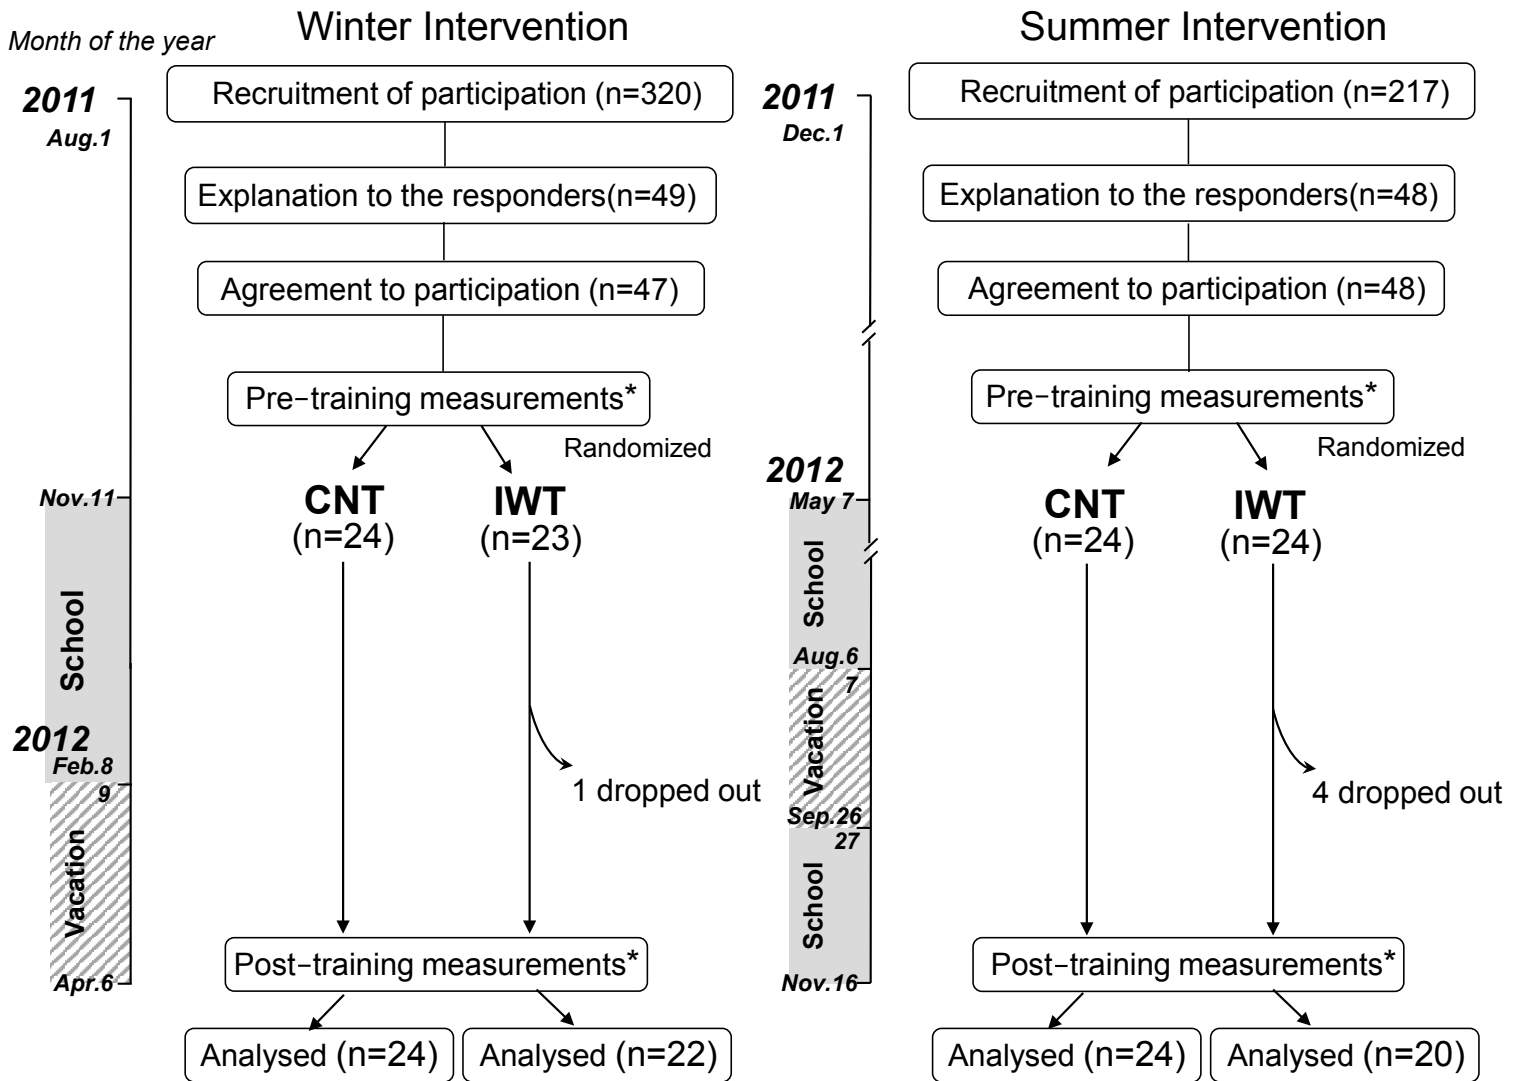 Month of the year
Winter Intervention
2011
Aug.1
Recruitment of participation (n=320)
Explanation to the responders(n=49)
Agreement to participation (n=47)
Pre-training measurements*
Randomized
Nov.11
CNT
(n=24)
IWT
(n=23)
School
2012
Feb.8
9
1 dropped out
Vacation
Apr.6
Post-training measurements*
Analysed (n=24)
Analysed (n=22)
Summer Intervention
2011
Dec.1
Recruitment of participation (n=217)
Explanation to the responders(n=48)
Agreement to participation (n=48)
Pre-training measurements*
Randomized
2012
May 7
CNT
(n=24)
IWT
(n=24)
School
Aug.6
7
Vacation
4 dropped out
Sep.26
27
School
Nov.16
Post-training measurements*
Analysed (n=24)
Analysed (n=20)